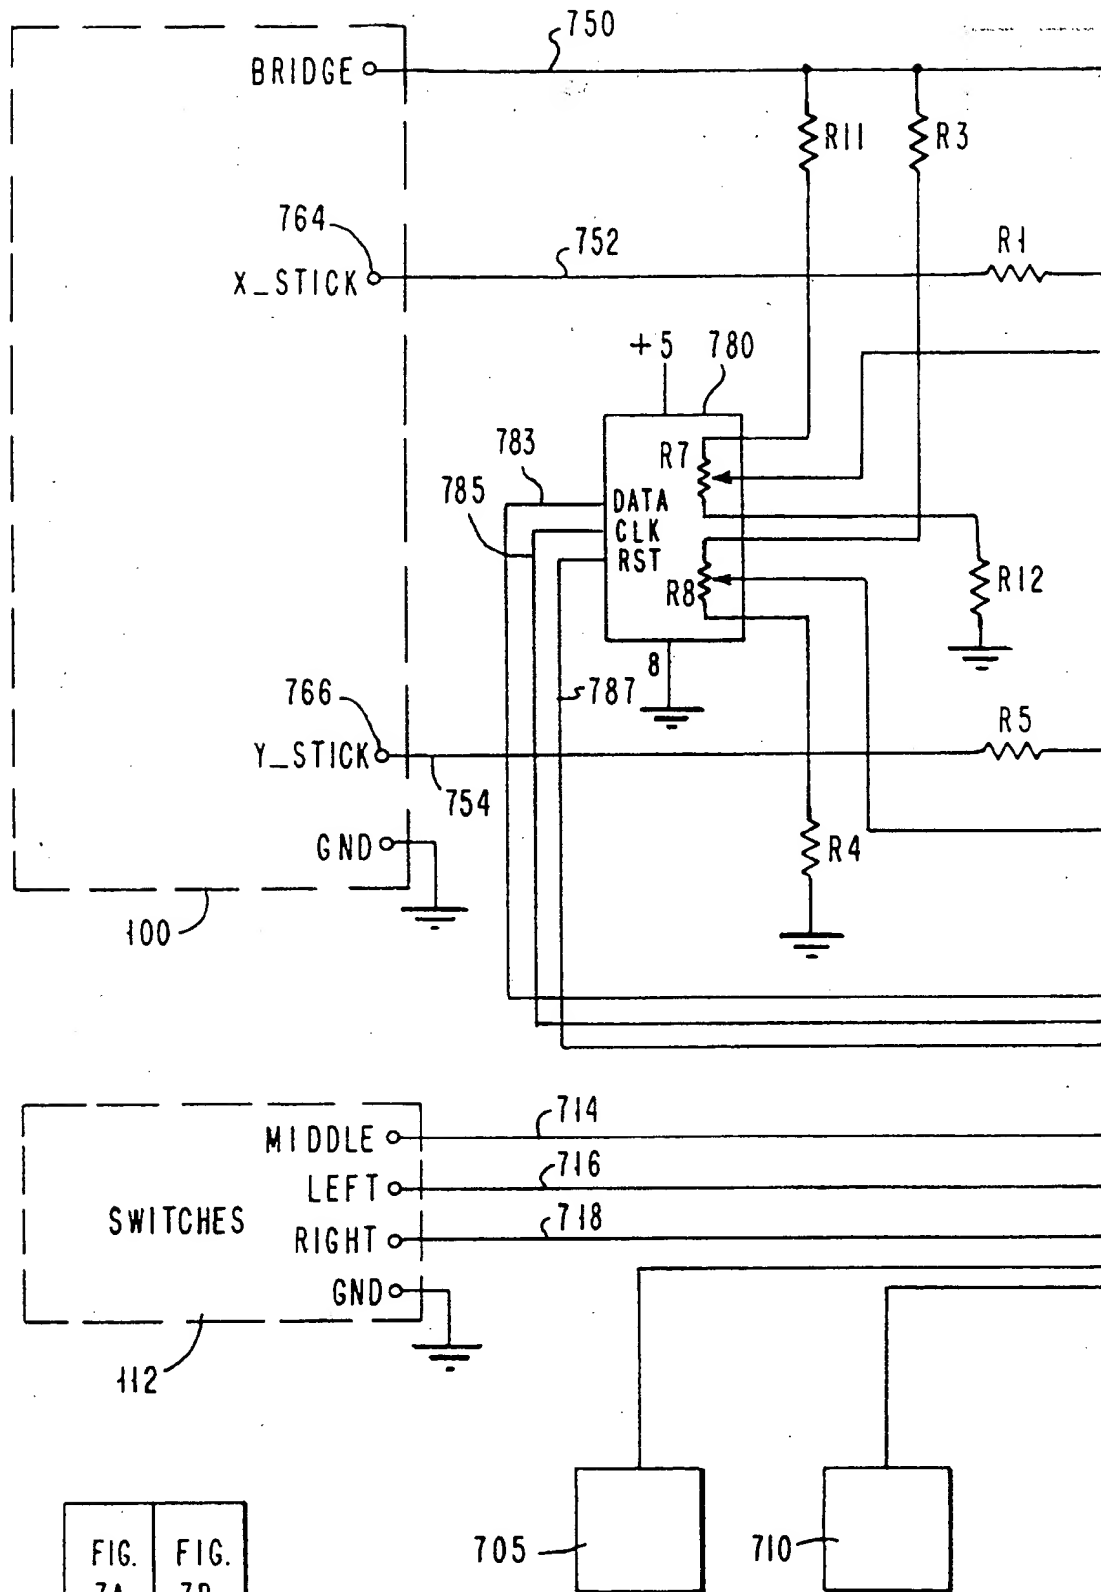 750
BRIDGE
R11
R3
764
752
R1
X_STICK
+5
780
783
R7
785
DATA
CLK
RST
R8
R12
8
787
766
R5
Y_STICK
754
GND
R4
100
714
MIDDLE
716
LEFT
718
SWITCHES
RIGHT
GND
112
705
710
FIG.
7A
FIG.
7B